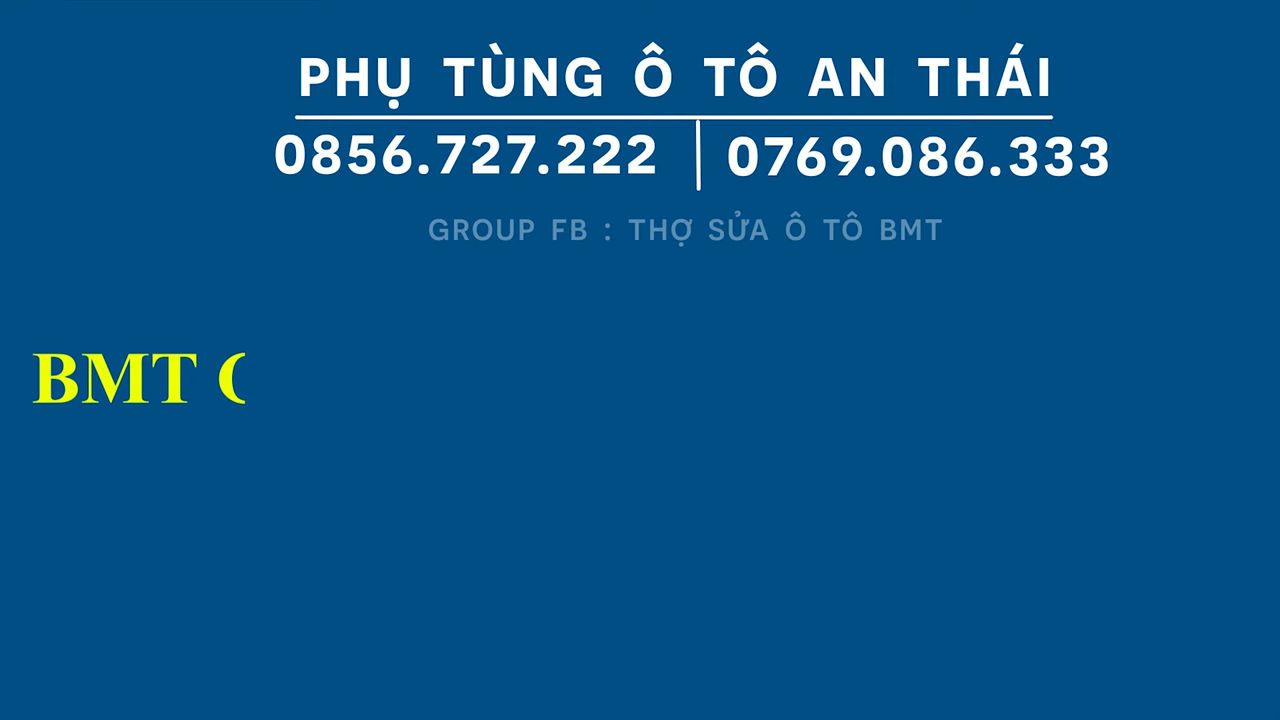 PHỤ TÙNG Ô TÔ AN THÁI
0856.727.222 | 0769.086.333
GROUP FB : THỢ SỬA Ô TÔ BMT
BMT